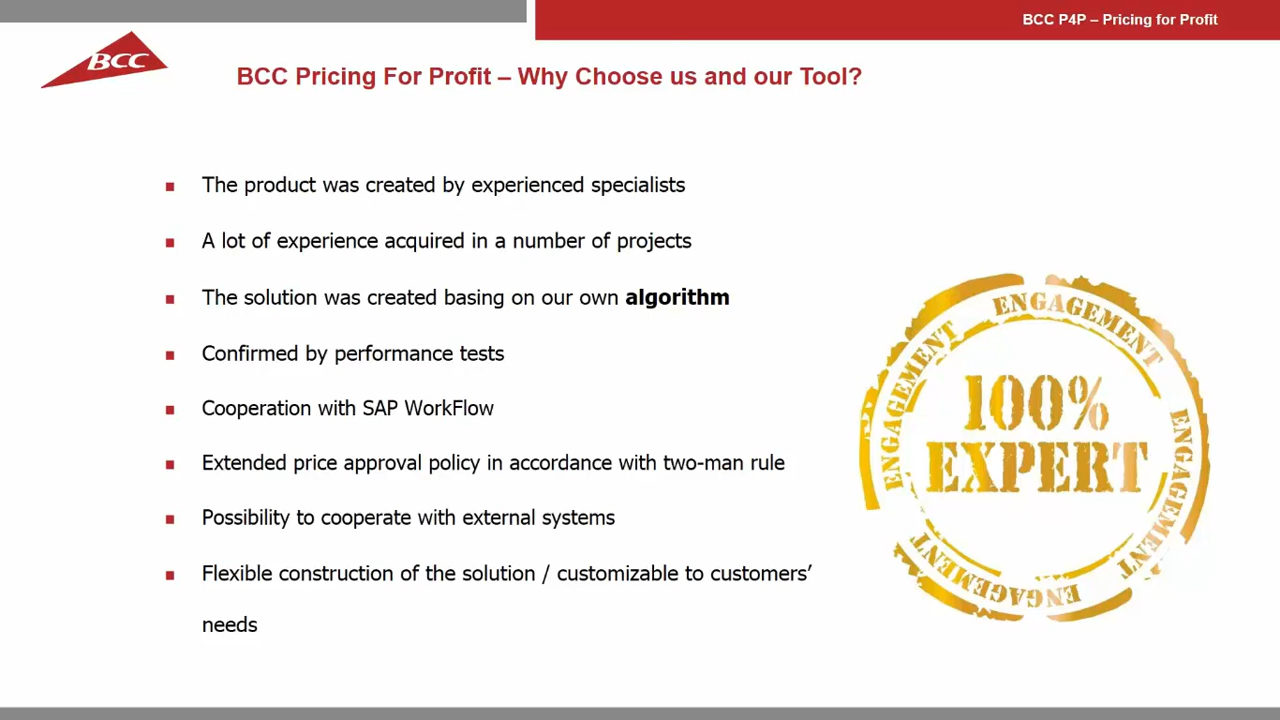 BCC P4P – Pricing for Profit
BCC
BCC Pricing For Profit – Why Choose us and our Tool?
The product was created by experienced specialists
A lot of experience acquired in a number of projects
The solution was created basing on our own algorithm
Confirmed by performance tests
Cooperation with SAP WorkFlow
Extended price approval policy in accordance with two-man rule
Possibility to cooperate with external systems
Flexible construction of the solution / customizable to customers’
needs
ENGAGEMENT
ENGAGEMENT
100%
EXPERT
ENGAGEMENT
ENGAGEMENT
ENGAGEMENT